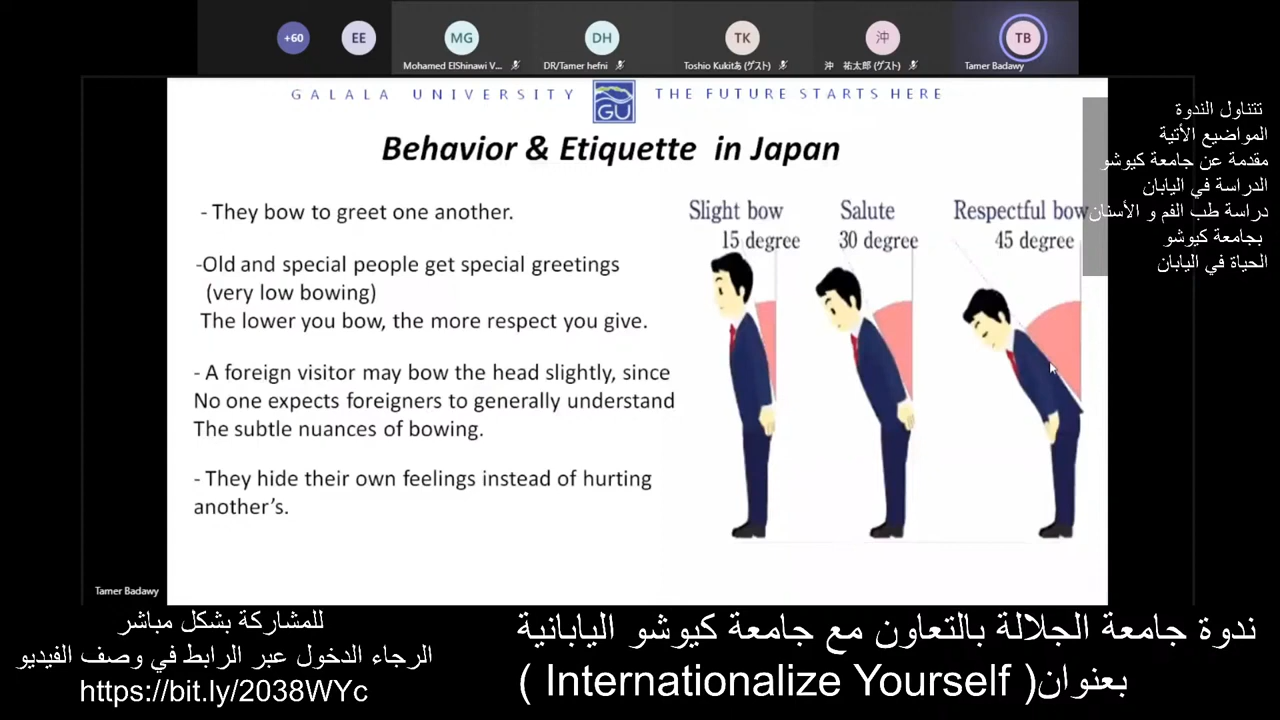 +60
EE
MG
DH
TK
沖
TB
Mohamed ElShinawi V...
DR/Tamer hefni
Toshio Kukitあ (ゲスト)
沖 祐太郎 (ゲスト)
Tamer Badawy
GALALA UNIVERSITY
GU
THE FUTURE STARTS HERE
Behavior & Etiquette in Japan
- They bow to greet one another.
-Old and special people get special greetings
(very low bowing)
The lower you bow, the more respect you give.
- A foreign visitor may bow the head slightly, since
No one expects foreigners to generally understand
The subtle nuances of bowing.
- They hide their own feelings instead of hurting
another's.
Slight bow
15 degree
Salute
30 degree
Respectful bow
45 degree
تتناول الندوة
المواضيع الأتية
مقدمة عن جامعة كيوشو
الدراسة في اليابان
دراسة طب الفم و الأسنان
بجامعة كيوشو
الحياة في اليابان
Tamer Badawy
للمشاركة بشكل مباشر
الرجاء الدخول عبر الرابط في وصف الفيديو
https://bit.ly/2038WYc
ندوة جامعة الجلالة بالتعاون مع جامعة كيوشو اليابانية
بعنوان( Internationalize Yourself )